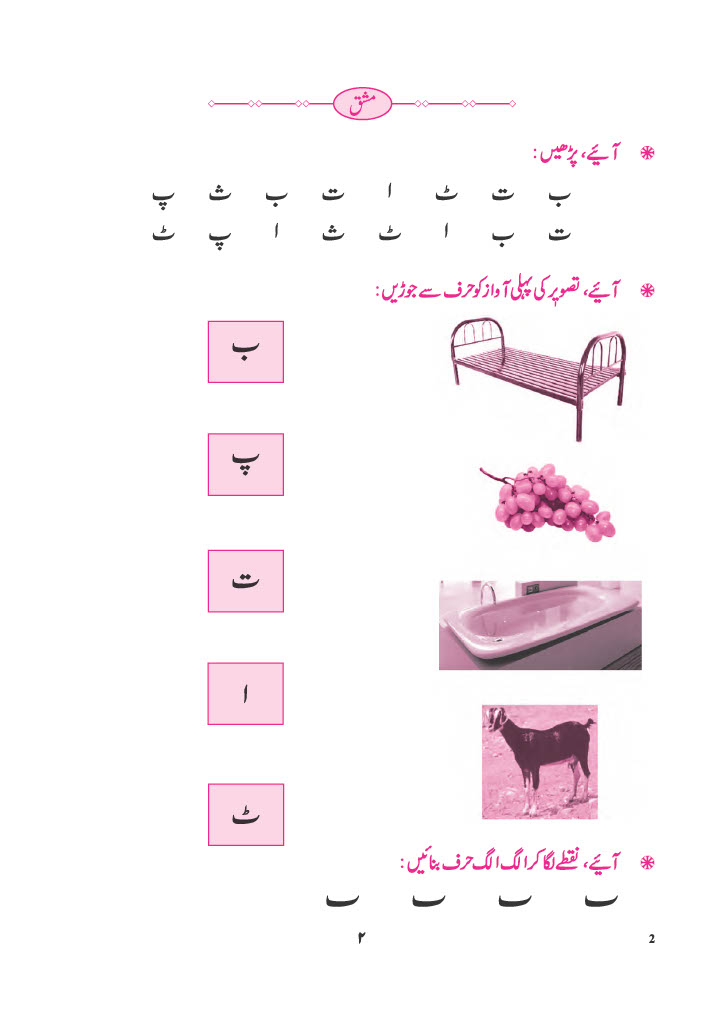 مشق
آئیے، پڑھیں:
ب ت ٹ ا ت ب ث پ
ت ب ا ٹ ث ا پ ٹ
آئیے، تصویر کی پہلی آواز کو حرف سے جوڑیں:
ب
پ
ت
ا
ٹ
آئیے، نقطے لگا کر الگ الگ حرف بنائیں:
ٮ ٮ ٮ ٮ
2 ۲